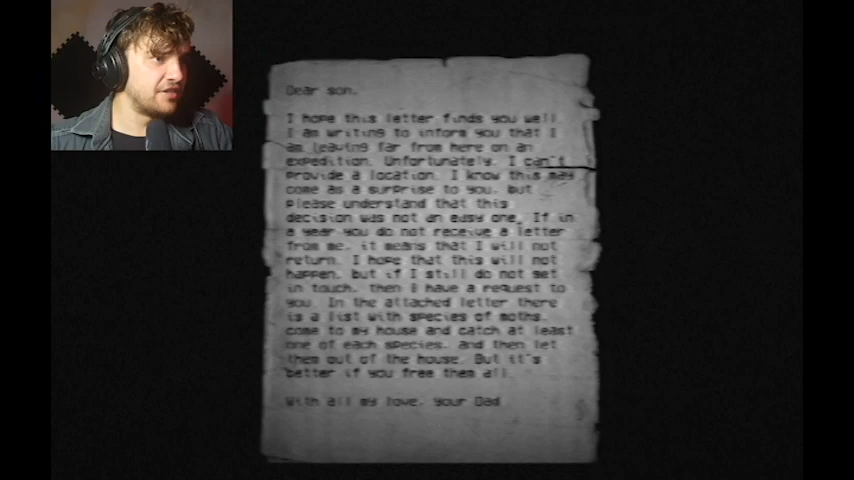 Dear son,
I hope this letter finds you well.
I am writing to inform you that I
am leaving far from here on an
expedition. Unfortunately, I can't
provide a location. I know this may
come as a surprise to you, but
please understand that this
decision was not an easy one. If in
a year you do not receive a letter
from me, it means that I will not
return. I hope that this will not
happen, but if I still do not get
in touch, then I have a request to
you. In the attached letter there
is a list with species of moths,
come to my house and catch at least
one of each species, and then let
them out of the house. But it's
better if you free them all.
With all my love, your Dad